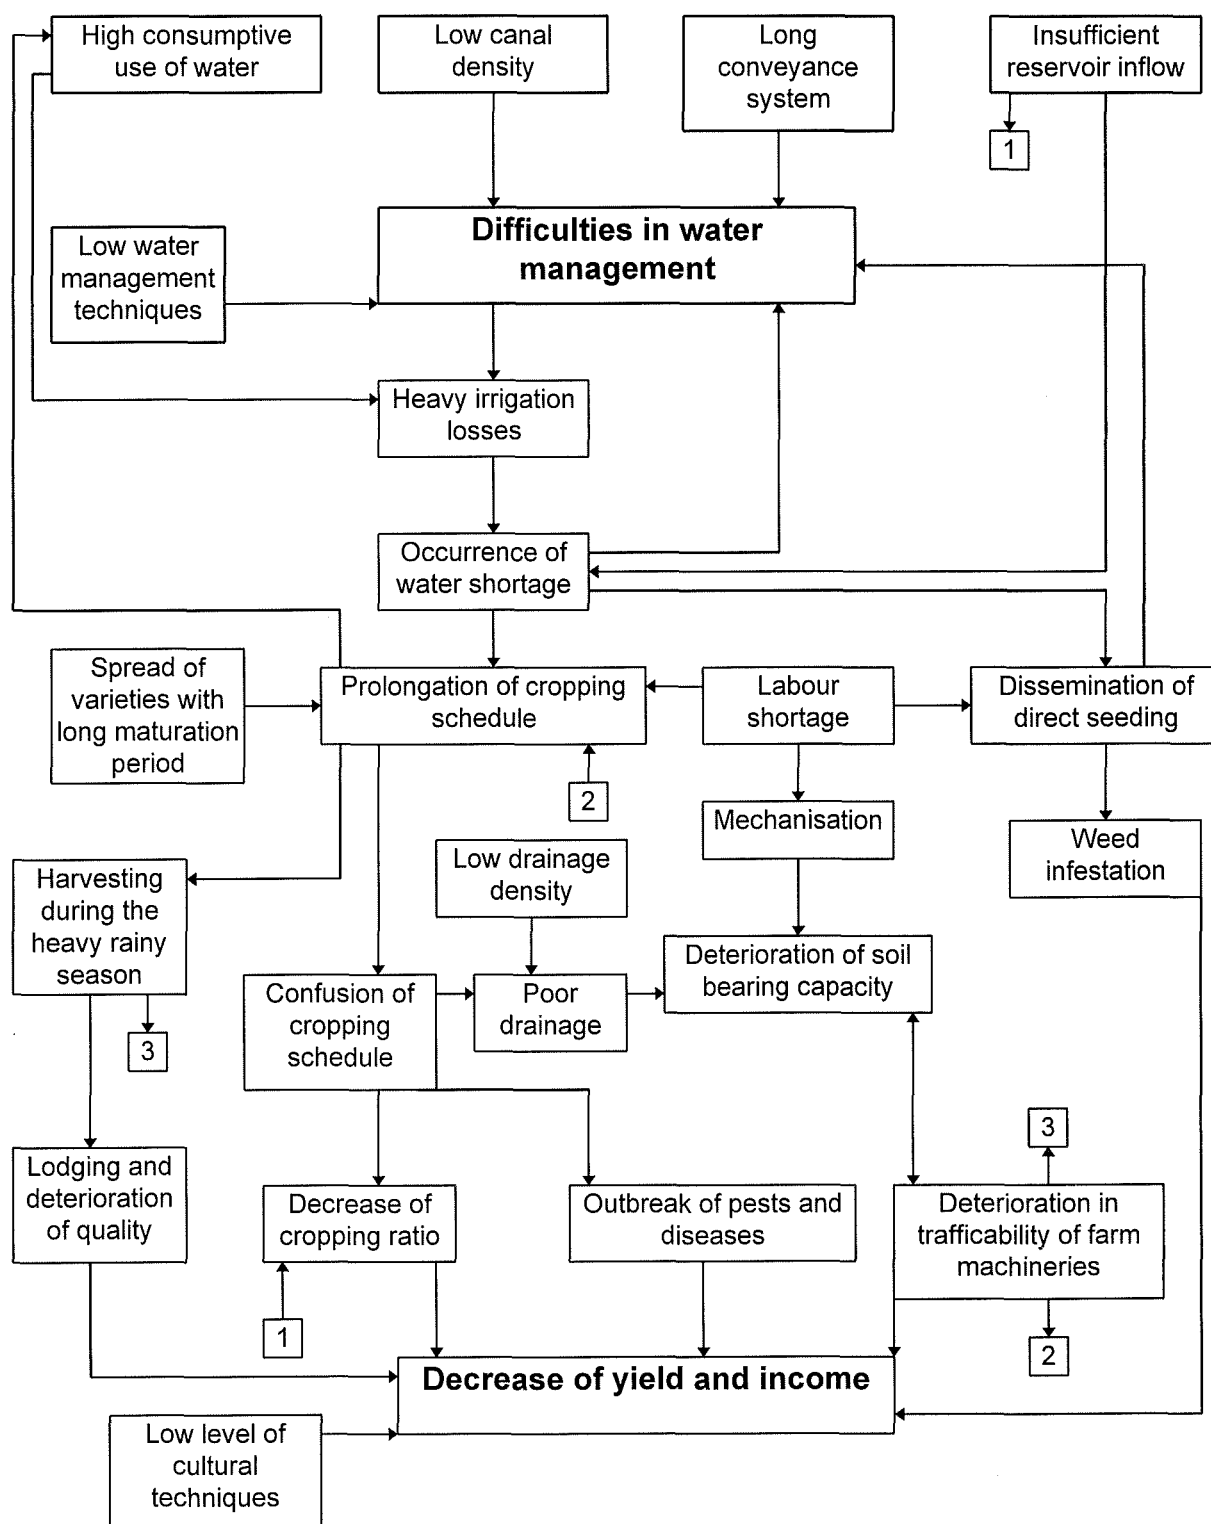 High consumptive
use of water
Low canal
density
Long
conveyance
system
Insufficient
reservoir inflow
1
Difficulties in water
management
Low water
management
techniques
Heavy irrigation
losses
Occurrence of
water shortage
Spread of
varieties with
long maturation
period
Prolongation of cropping
schedule
Labour
shortage
Dissemination of
direct seeding
2
Mechanisation
Weed
infestation
Low drainage
density
Harvesting
during the
heavy rainy
season
Deterioration of soil
bearing capacity
Confusion of
cropping
schedule
Poor
drainage
3
3
Lodging and
deterioration
of quality
Decrease of
cropping ratio
Outbreak of pests and
diseases
Deterioration in
trafficability of farm
machineries
1
2
Decrease of yield and income
Low level of
cultural
techniques